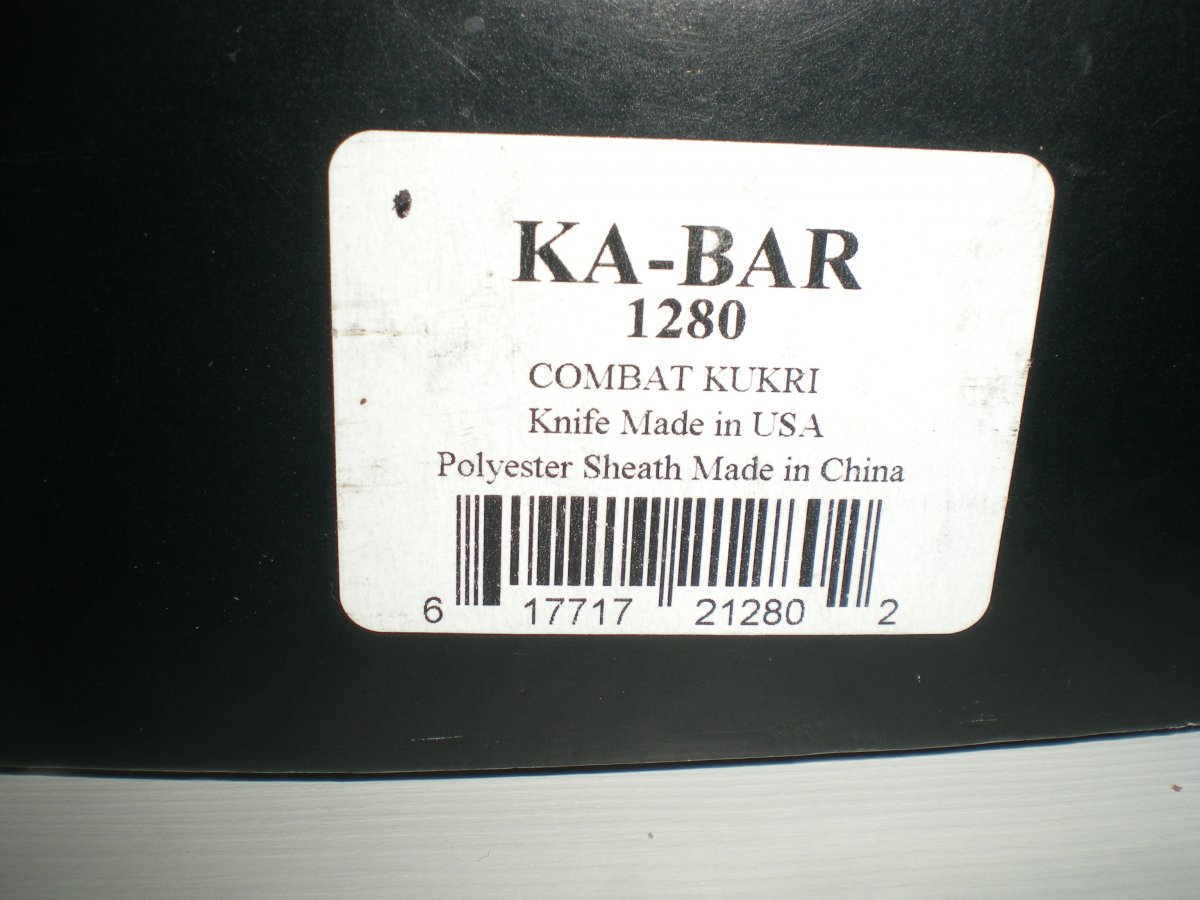 KA-BAR
1280
COMBAT KUKRI
Knife Made in USA
Polyester Sheath Made in China
6 17717 21280 2